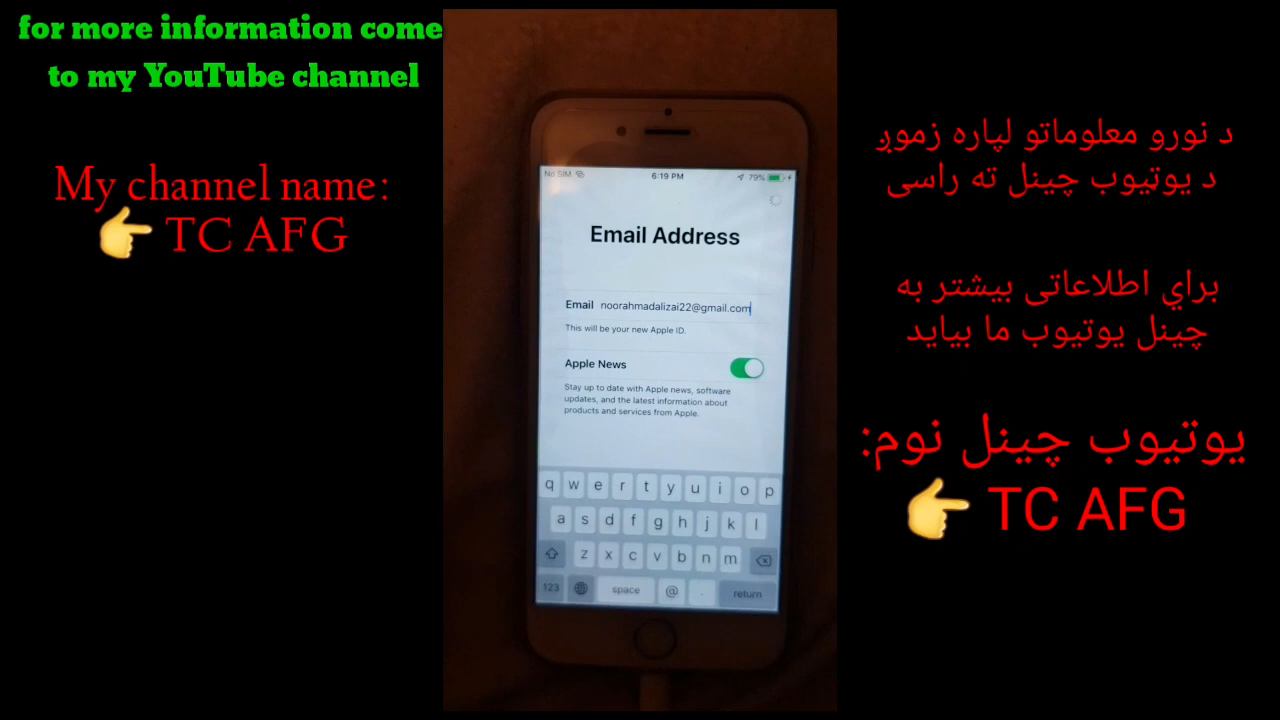 for more information come
to my YouTube channel
My channel name:
👉 TC AFG
No SIM
6:19 PM
79%
Email Address
Email noorahmadalizai22@gmail.com
This will be your new Apple ID.
Apple News
Stay up to date with Apple news, software
updates, and the latest information about
products and services from Apple.
q w e r t y u i o p
a s d f g h j k l
z x c v b n m
123 space @ . return
د نورو معلوماتو لپاره زموږ
د یوټیوب چینل ته راسی
براي اطلاعاتی بیشتر به
چینل یوتیوب ما بیاید
یوتیوب چینل نوم:
👉 TC AFG